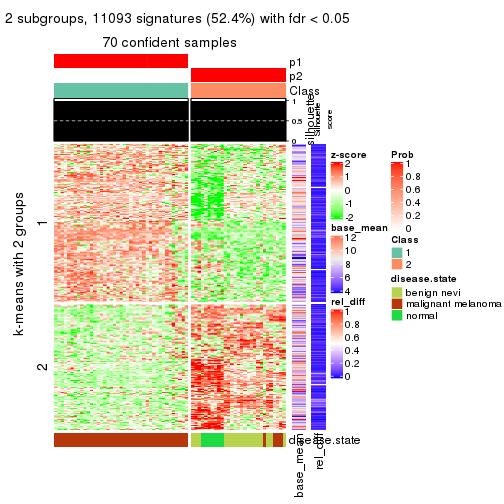 2 subgroups, 11093 signatures (52.4%) with fdr < 0.05
70 confident samples
p1
p2
Class
1
0.5
0
silhouette
Silhouette
score
k-means with 2 groups
1
2
z-score
2
1
0
-1
-2
base_mean
12
10
8
6
4
rel_diff
1
0.8
0.6
0.4
0.2
0
Prob
1
0.8
0.6
0.4
0.2
0
Class
1
2
disease.state
benign nevi
malignant melanoma
normal
disease.state
base_mean
rel_diff